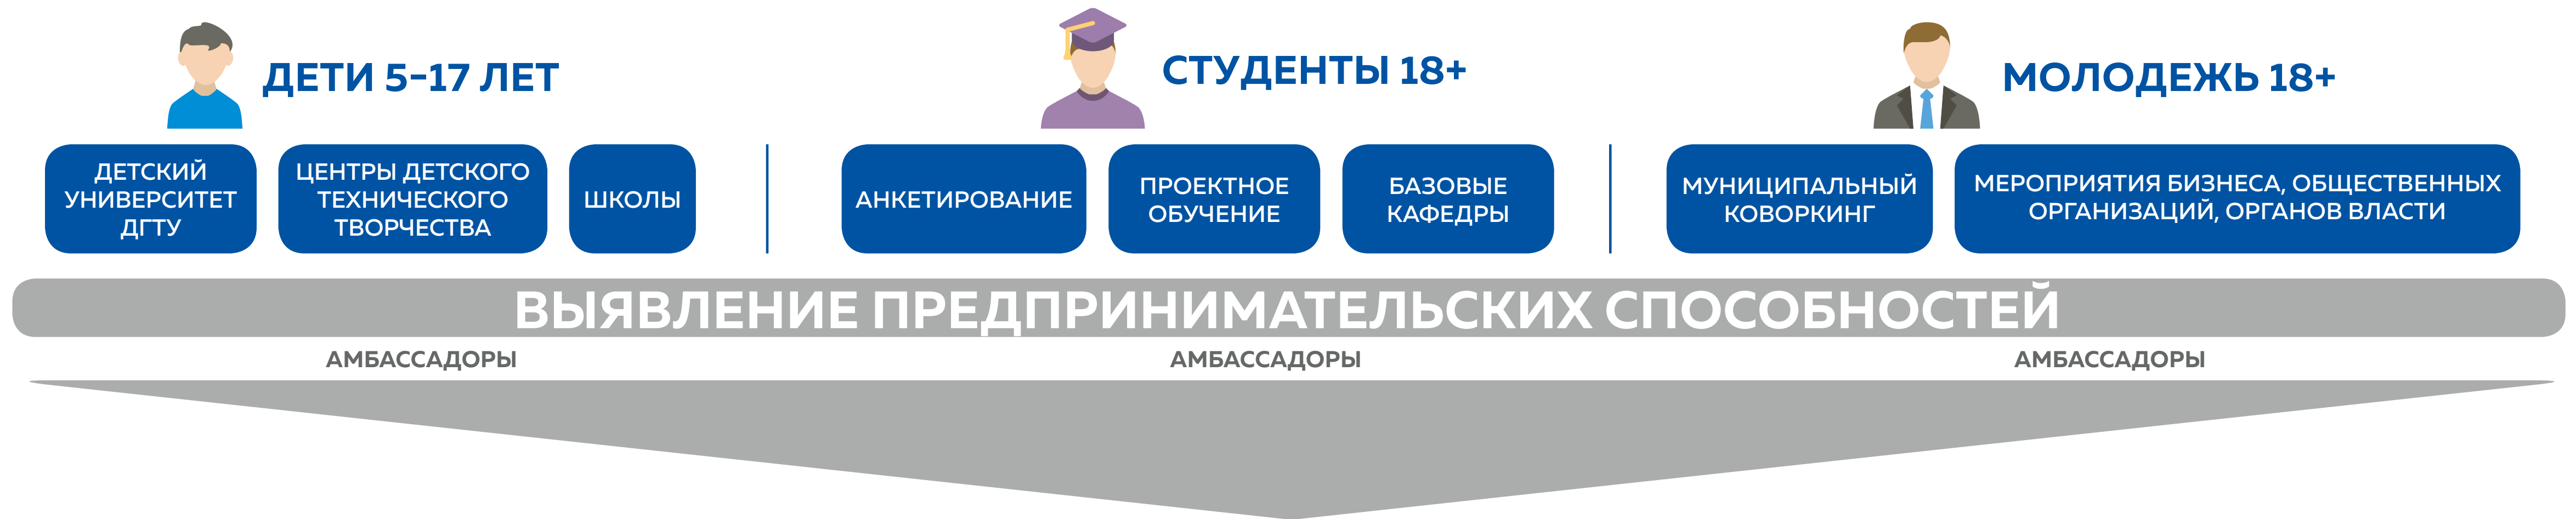 ДЕТИ 5-17 ЛЕТ
СТУДЕНТЫ 18+
МОЛОДЕЖЬ 18+
ДЕТСКИЙ
УНИВЕРСИТЕТ
ДГТУ
ЦЕНТРЫ ДЕТСКОГО
ТЕХНИЧЕСКОГО
ТВОРЧЕСТВА
ШКОЛЫ
АНКЕТИРОВАНИЕ
ПРОЕКТНОЕ
ОБУЧЕНИЕ
БАЗОВЫЕ
КАФЕДРЫ
МУНИЦИПАЛЬНЫЙ
КОВОРКИНГ
МЕРОПРИЯТИЯ БИЗНЕСА, ОБЩЕСТВЕННЫХ
ОРГАНИЗАЦИЙ, ОРГАНОВ ВЛАСТИ
ВЫЯВЛЕНИЕ ПРЕДПРИНИМАТЕЛЬСКИХ СПОСОБНОСТЕЙ
АМБАССАДОРЫ
АМБАССАДОРЫ
АМБАССАДОРЫ